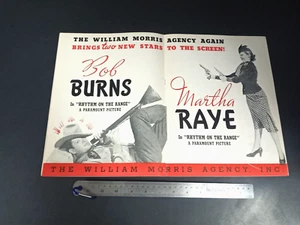 THE WILLIAM MORRIS AGENCY AGAIN
BRINGS two NEW STARS TO THE SCREEN!
Bob
BURNS
In "RHYTHM ON THE RANGE"
A PARAMOUNT PICTURE
Martha
RAYE
In "RHYTHM ON THE RANGE"
A PARAMOUNT PICTURE
THE WILLIAM MORRIS AGENCY INC